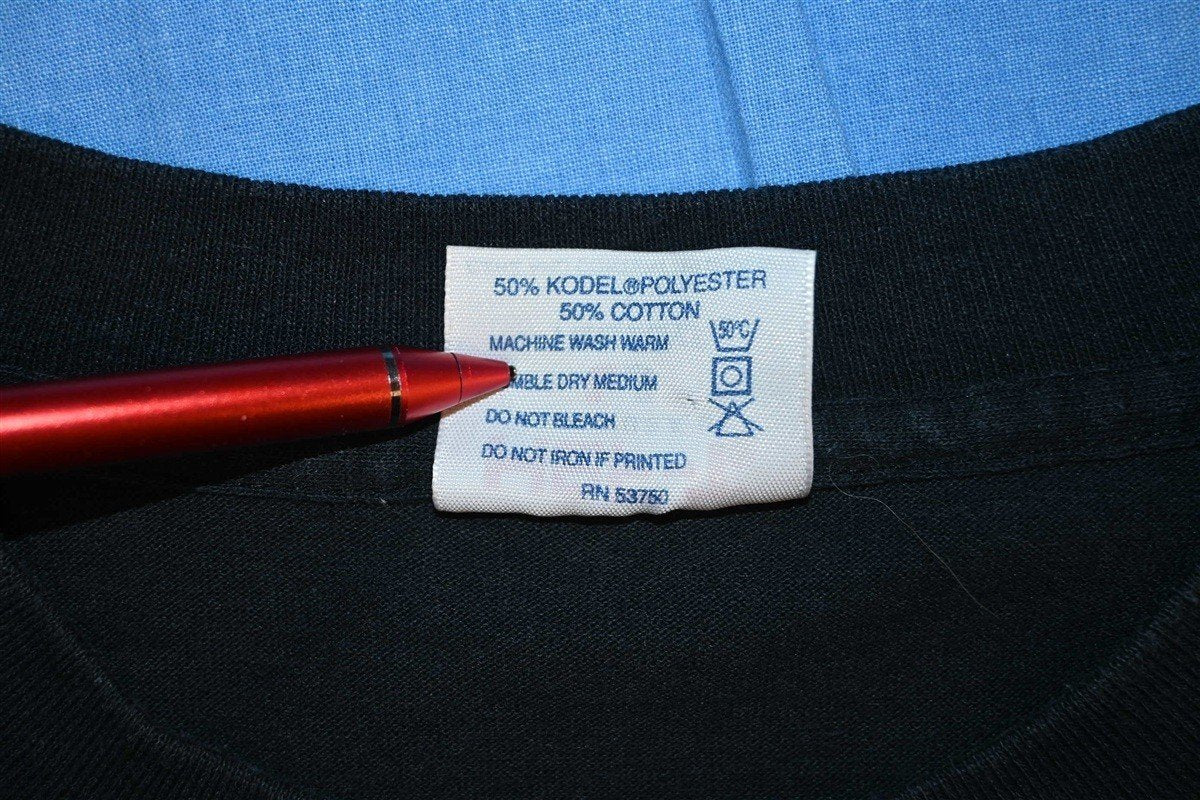 50% KODEL®POLYESTER
50% COTTON
MACHINE WASH WARM
50°C
MBLE DRY MEDIUM
DO NOT BLEACH
DO NOT IRON IF PRINTED
RN 53750